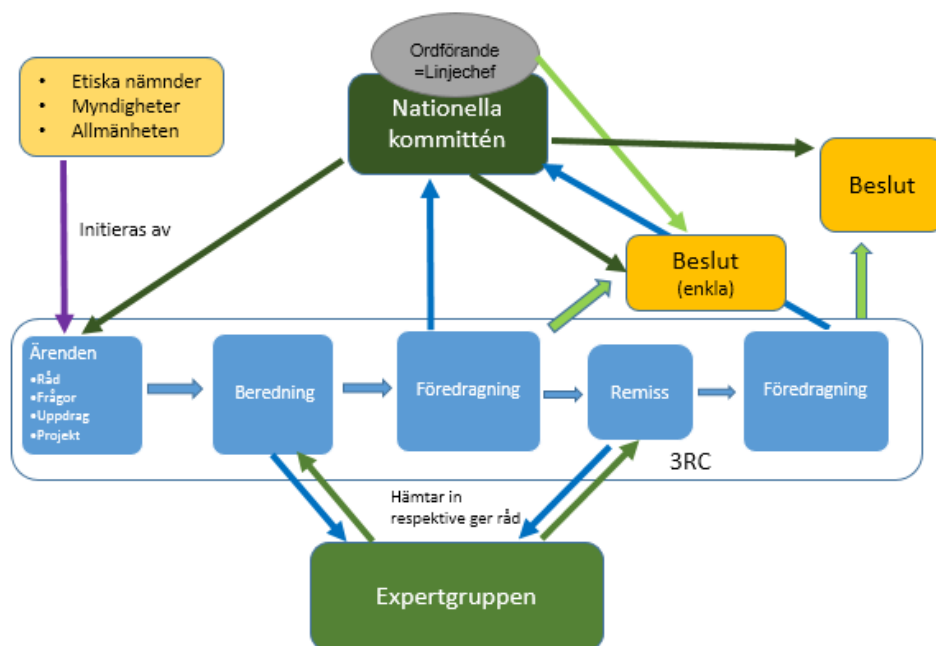 Ordförande
=Linjechef
• Etiska nämnder
• Myndigheter
• Allmänheten
Nationella
kommittén
Beslut
Initieras av
Beslut
(enkla)
Ärenden
•Råd
•Frågor
•Uppdrag
•Projekt
Beredning
Föredragning
Remiss
Föredragning
3RC
Hämtar in
respektive ger råd
Expertgruppen